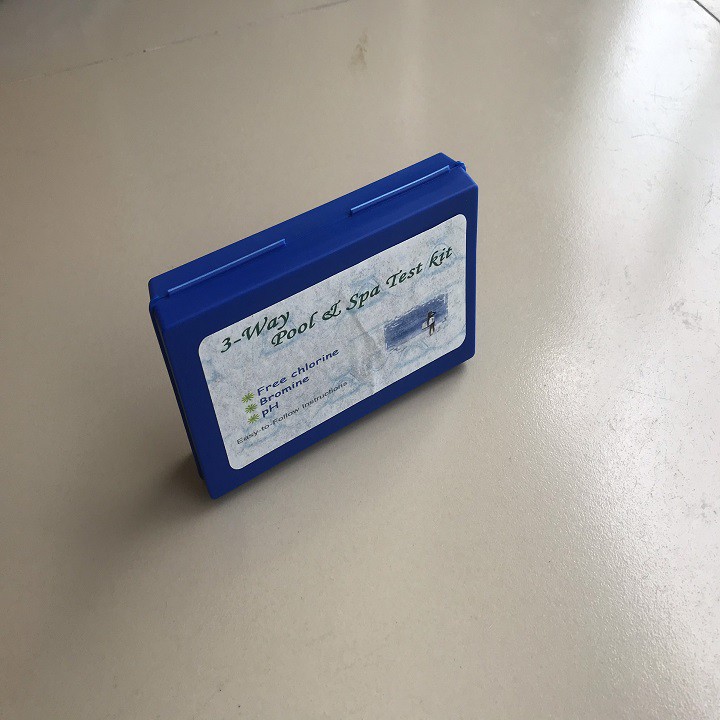 3-Way
Pool & Spa Test kit
Free chlorine
Bromine
pH
Easy-to-Follow Instructions